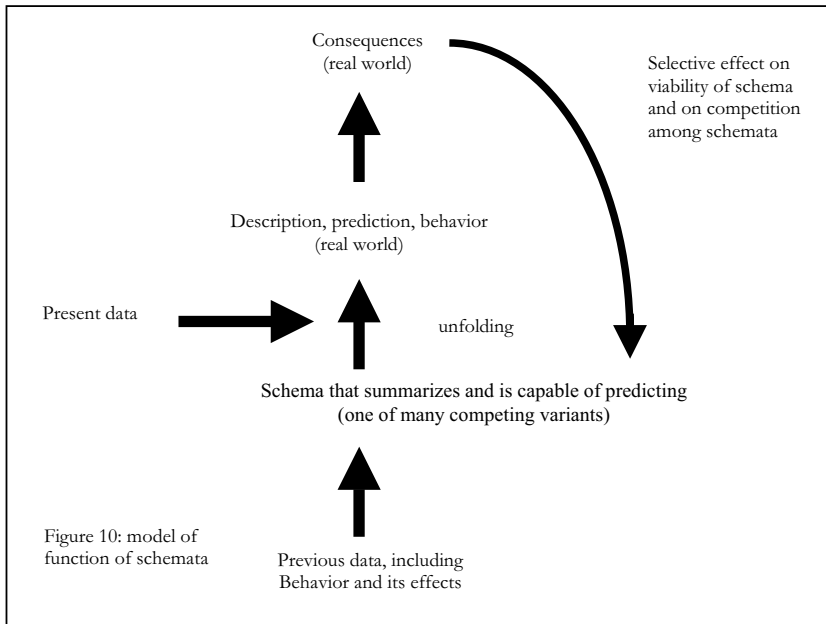 Consequences
(real world)
Selective effect on
viability of schema
and on competition
among schemata
Description, prediction, behavior
(real world)
Present data
unfolding
Schema that summarizes and is capable of predicting
(one of many competing variants)
Figure 10: model of
function of schemata
Previous data, including
Behavior and its effects